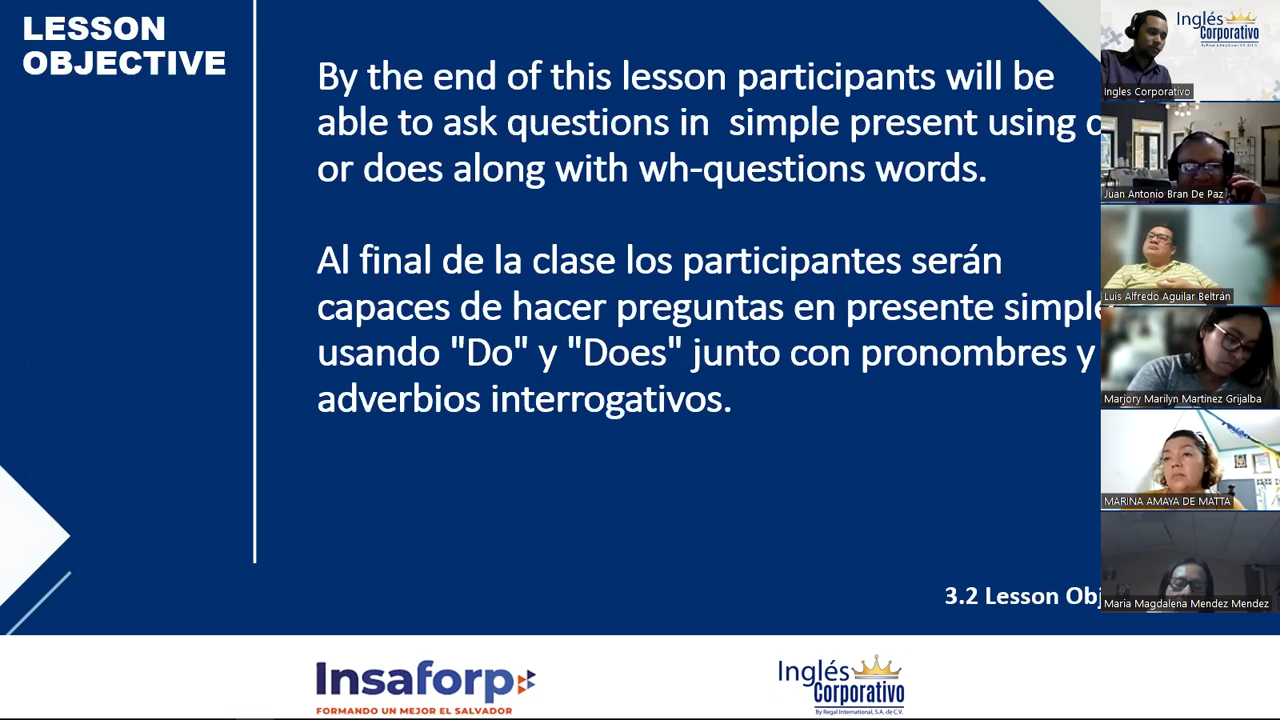 LESSON
OBJECTIVE
By the end of this lesson participants will be
able to ask questions in simple present using
or does along with wh-questions words.
Al final de la clase los participantes serán
capaces de hacer preguntas en presente simple
usando "Do" y "Does" junto con pronombres y
adverbios interrogativos.
3.2 Lesson
Insaforp
FORMANDO UN MEJOR EL SALVADOR
Inglés
Corporativo
By Regal International, S.A. de C.V.
Inglés
Corporativo
Ingles Corporativo
Juan Antonio Bran De Paz
Luis Alfredo Aguilar Beltrán
Marjory Marilyn Martinez Grijalba
MARINA AMAYA DE MATTA
María Magdalena Mendez Mendez